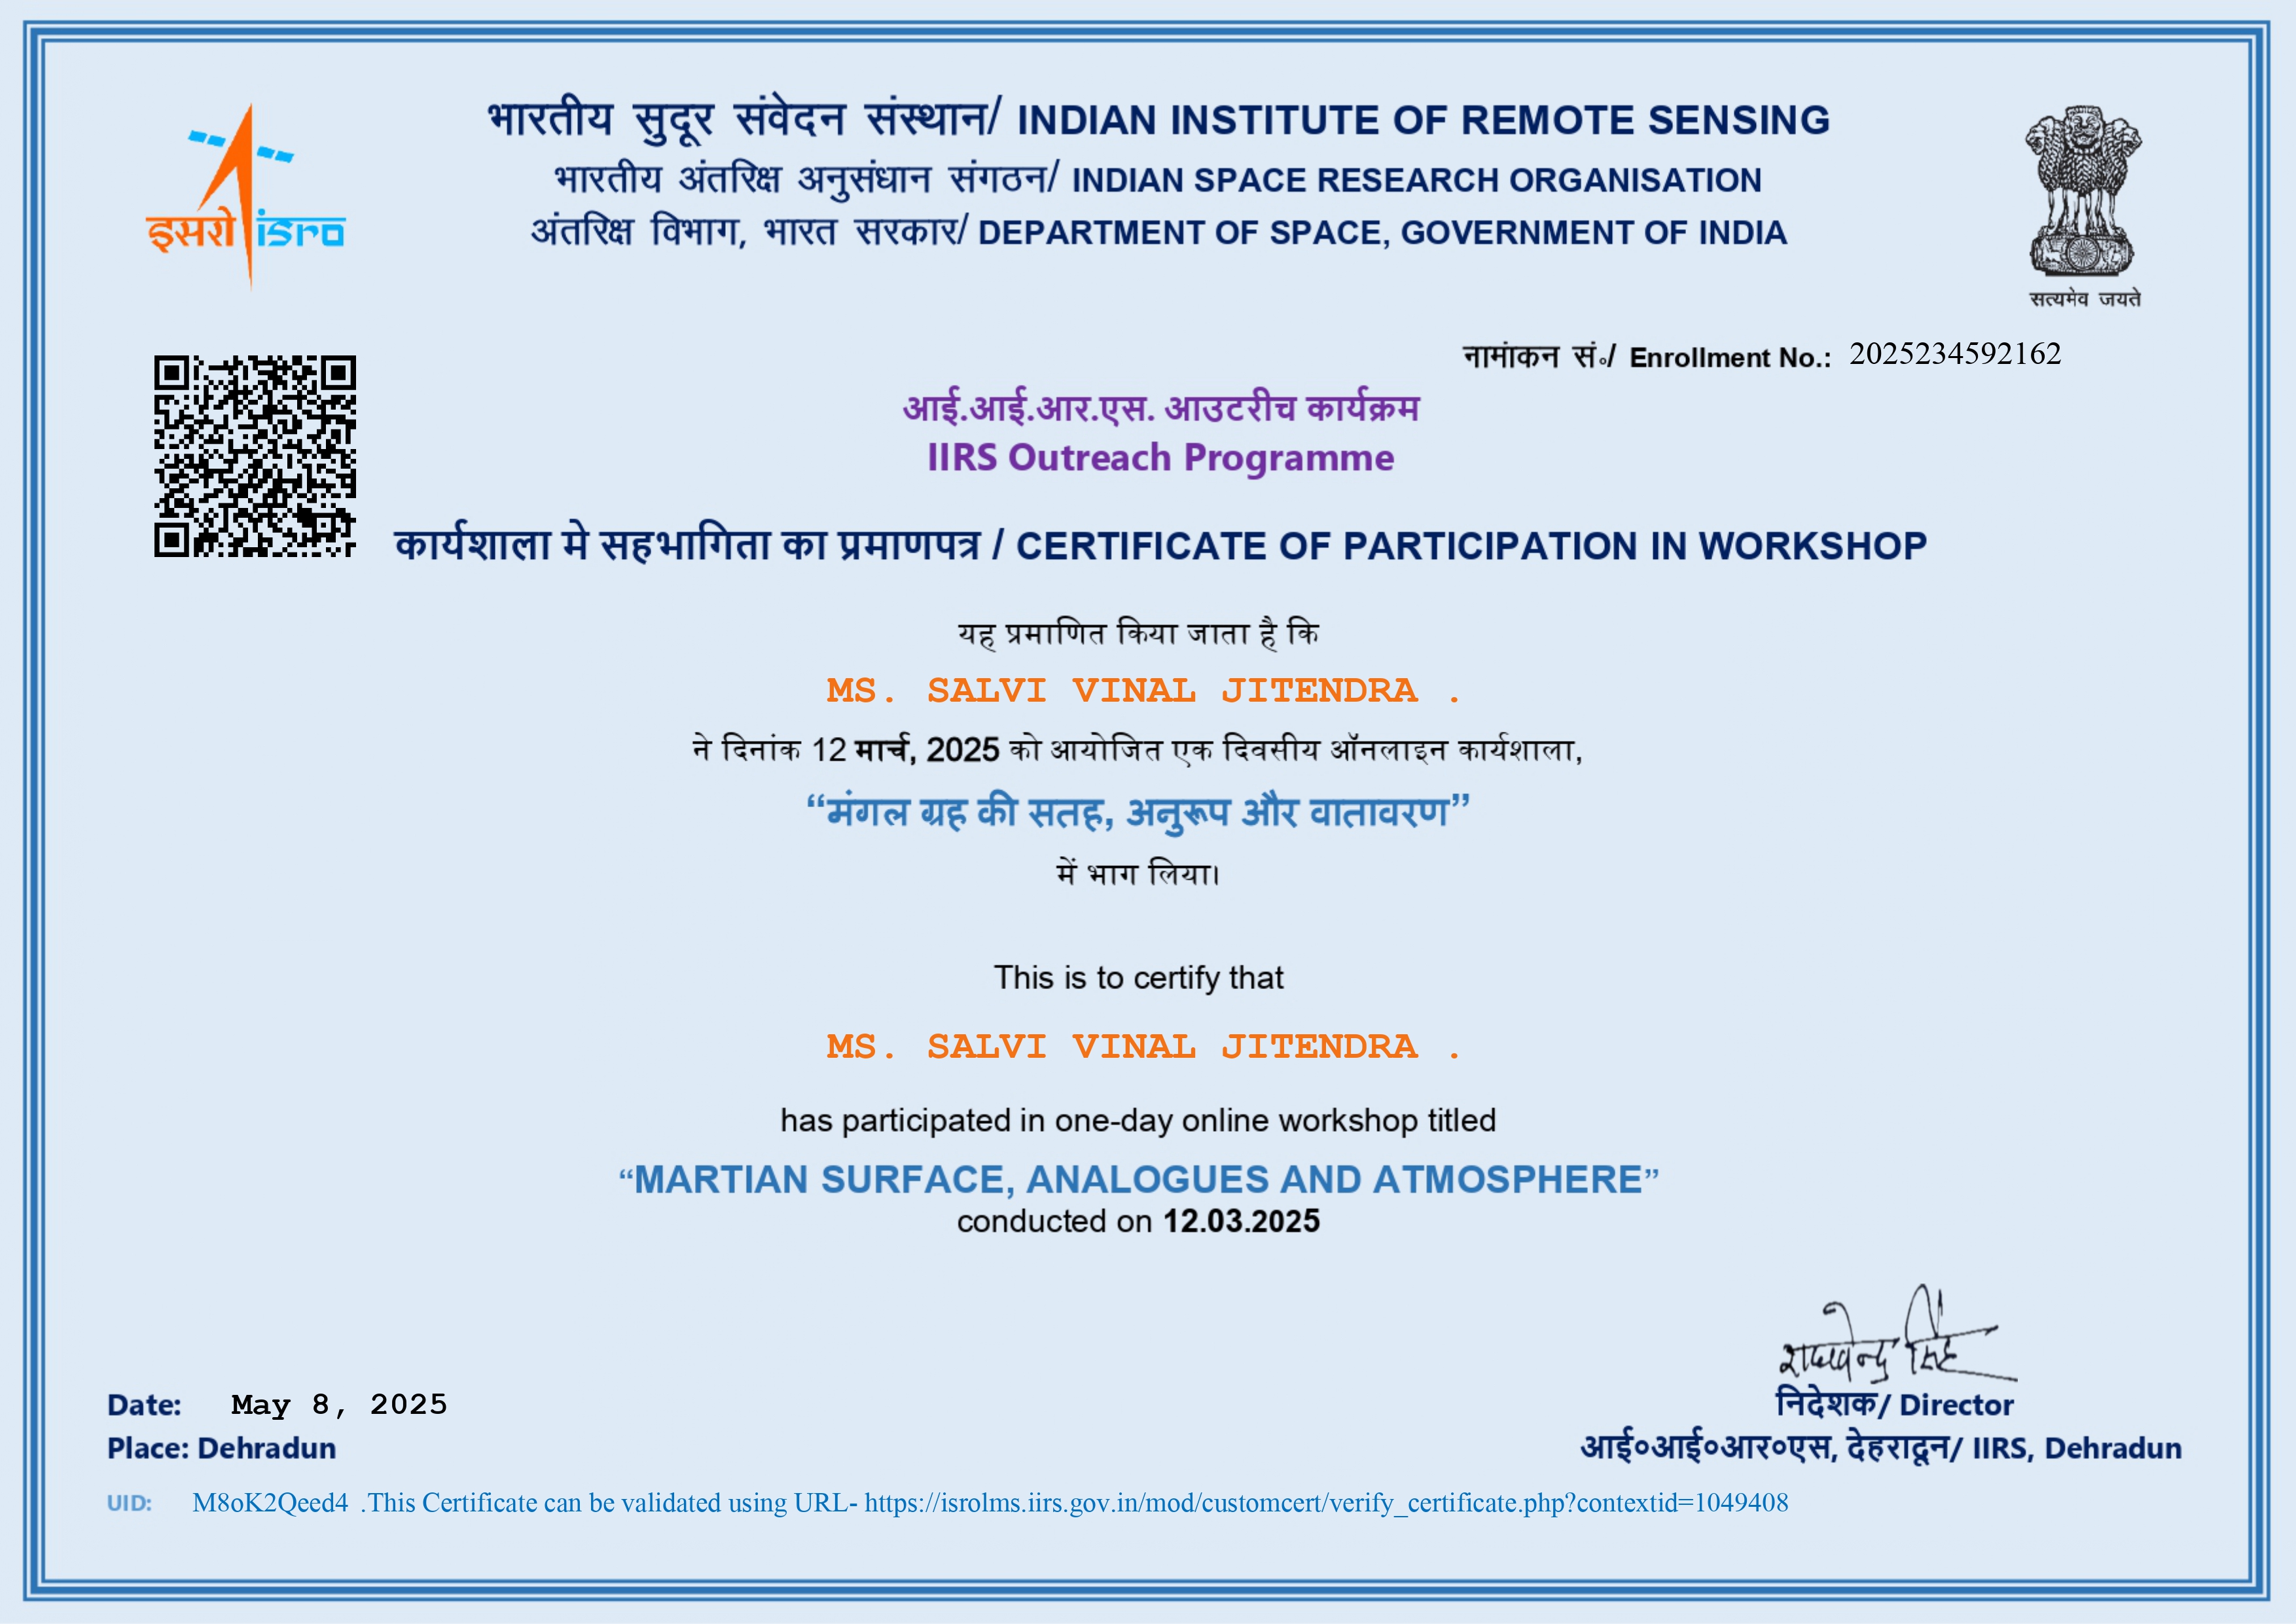 भारतीय सुदूर संवेदन संस्थान/ INDIAN INSTITUTE OF REMOTE SENSING
भारतीय अंतरिक्ष अनुसंधान संगठन/ INDIAN SPACE RESEARCH ORGANISATION
अंतरिक्ष विभाग, भारत सरकार/ DEPARTMENT OF SPACE, GOVERNMENT OF INDIA
इसरो isro
सत्यमेव जयते
नामांकन सं॰/ Enrollment No.: 2025234592162
आई.आई.आर.एस. आउटरीच कार्यक्रम
IIRS Outreach Programme
कार्यशाला मे सहभागिता का प्रमाणपत्र / CERTIFICATE OF PARTICIPATION IN WORKSHOP
यह प्रमाणित किया जाता है कि
MS. SALVI VINAL JITENDRA .
ने दिनांक 12 मार्च, 2025 को आयोजित एक दिवसीय ऑनलाइन कार्यशाला,
“मंगल ग्रह की सतह, अनुरूप और वातावरण”
में भाग लिया।
This is to certify that
MS. SALVI VINAL JITENDRA .
has participated in one-day online workshop titled
“MARTIAN SURFACE, ANALOGUES AND ATMOSPHERE”
conducted on 12.03.2025
राघवेन्द्र सिंह
Date: May 8, 2025
निदेशक/ Director
Place: Dehradun
आई०आई०आर०एस, देहरादून/ IIRS, Dehradun
UID: M8oK2Qeed4 .This Certificate can be validated using URL- https://isrolms.iirs.gov.in/mod/customcert/verify_certificate.php?contextid=1049408